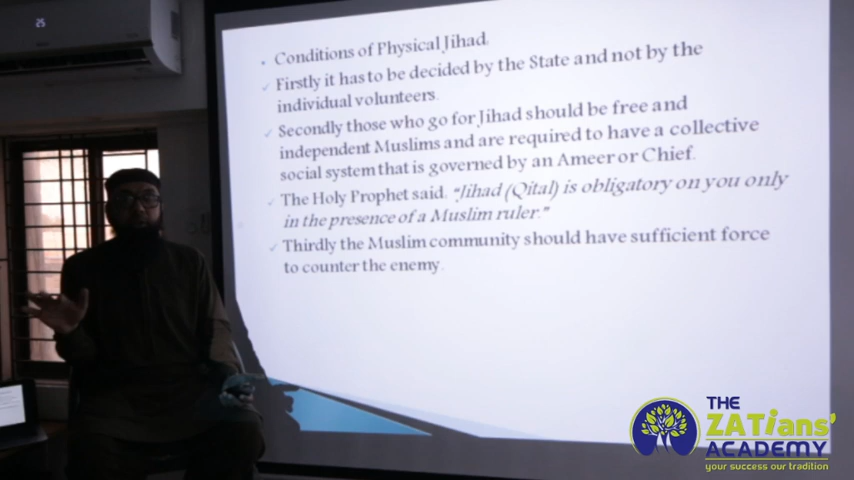 Conditions of Physical Jihad.
Firstly it has to be decided by the State and not by the
individual volunteers.
Secondly those who go for Jihad should be free and
independent Muslims and are required to have a collective
social system that is governed by an Ameer or Chief.
The Holy Prophet said, "Jihad (Qital) is obligatory on you only
in the presence of a Muslim ruler."
Thirdly the Muslim community should have sufficient force
to counter the enemy.
THE
ZATians'
ACADEMY
your success our tradition